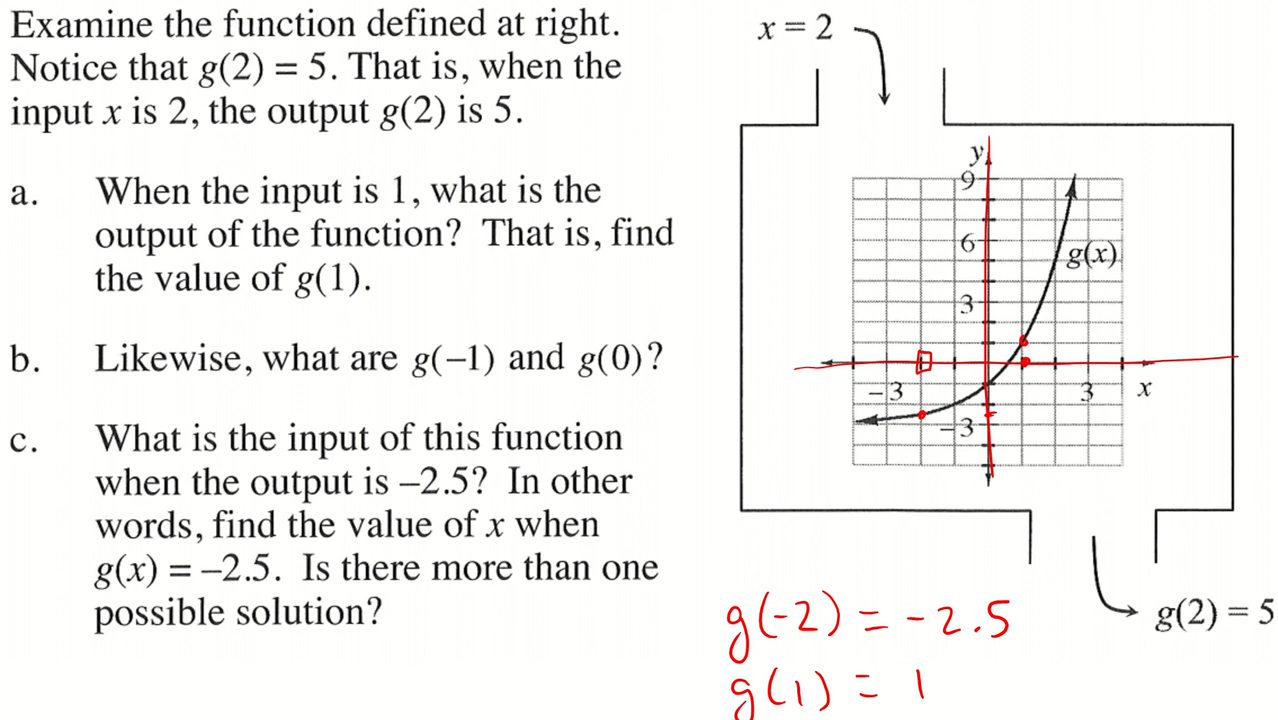 Examine the function defined at right.
Notice that g(2) = 5. That is, when the
input x is 2, the output g(2) is 5.
a. When the input is 1, what is the
output of the function? That is, find
the value of g(1).
b. Likewise, what are g(−1) and g(0)?
c. What is the input of this function
when the output is −2.5? In other
words, find the value of x when
g(x) = −2.5. Is there more than one
possible solution?
x = 2
y
9
6
g(x)
3
−3
3
x
−3
g(2) = 5
g(-2) = -2.5
g(1) = 1